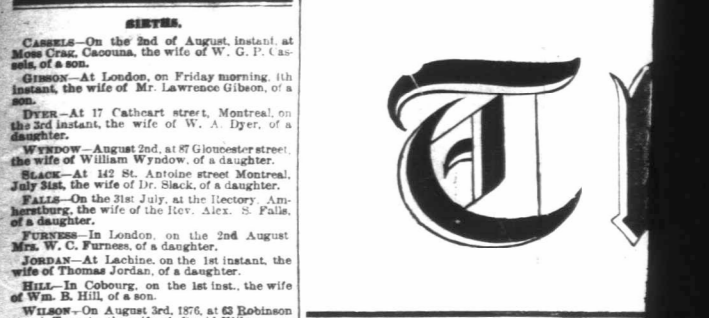 BIRTHS.
CASSELS—On the 2nd of August, instant, at
Moss Crag, Cacouna, the wife of W. G. P. Cas-
sels, of a son.
GIBSON—At London, on Friday morning, 4th
instant, the wife of Mr. Lawrence Gibson, of a
son.
DYER—At 17 Cathcart street, Montreal, on
the 3rd instant, the wife of W. A. Dyer, of a
daughter.
WYNDOW—August 2nd, at 87 Gloucester street,
the wife of William Wyndow, of a daughter.
SLACK—At 142 St. Antoine street Montreal,
July 31st, the wife of Dr. Slack, of a daughter.
FALLS—On the 31st July, at the Rectory, Am-
herstburg, the wife of the Rev. Alex. S. Falls,
of a daughter.
FURNESS—In London, on the 2nd August
Mrs. W. C. Furness, of a daughter.
JORDAN—At Lachine, on the 1st instant, the
wife of Thomas Jordan, of a daughter.
HILL—In Cobourg, on the 1st inst., the wife
of Wm. B. Hill, of a son.
WILSON—On August 3rd, 1876, at 63 Robinson
T